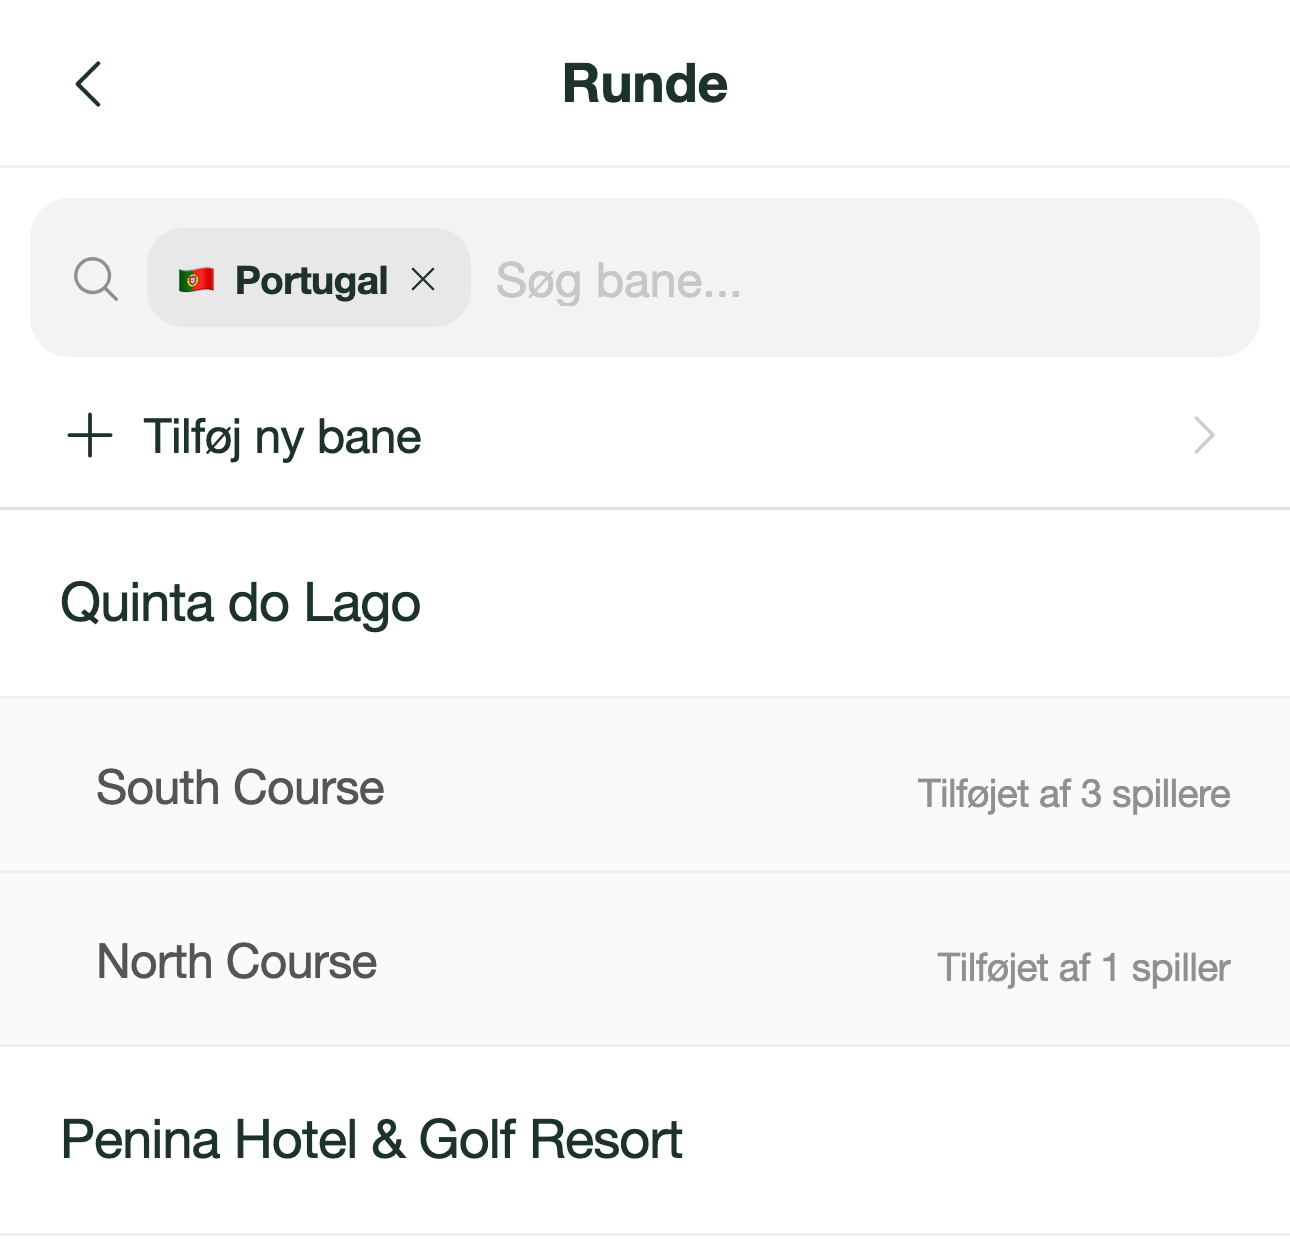 Runde
Portugal Søg bane...
Tilføj ny bane
Quinta do Lago
South Course Tilføjet af 3 spillere
North Course Tilføjet af 1 spiller
Penina Hotel & Golf Resort